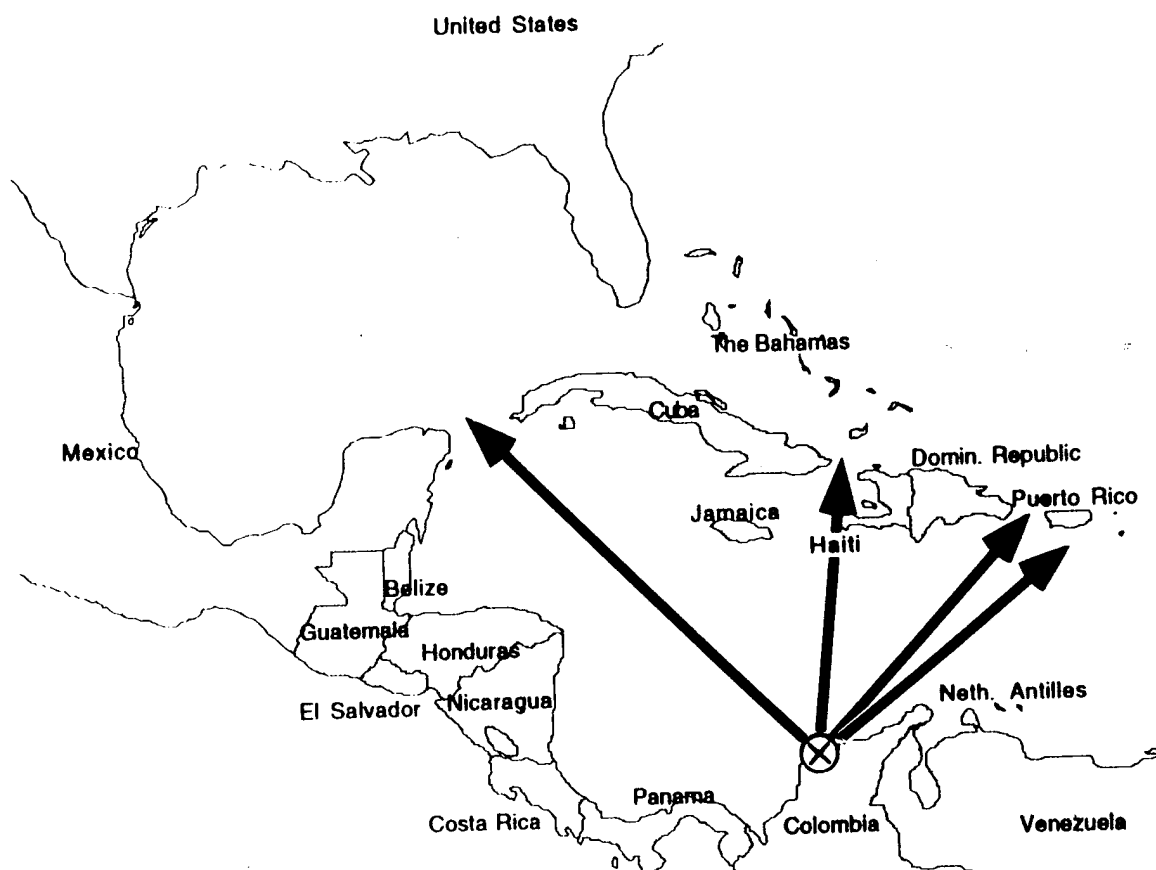 United States
The Bahamas
Cuba
Mexico
Domin. Republic
Puerto Rico
Jamaica
Haiti
Belize
Guatemala
Honduras
Neth. Antilles
Nicaragua
El Salvador
Panama
Costa Rica
Colombia
Venezuela